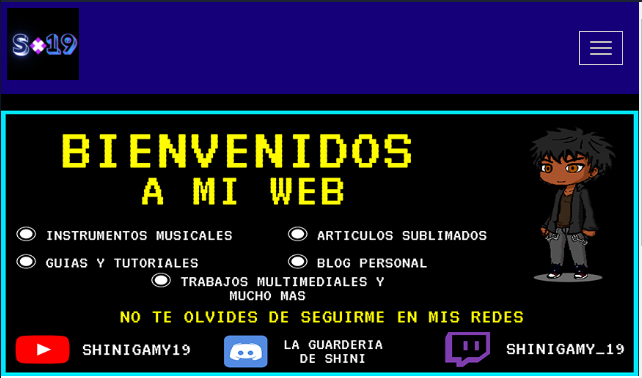 S×19
BIENVENIDOS
A MI WEB
INSTRUMENTOS MUSICALES
ARTICULOS SUBLIMADOS
GUIAS Y TUTORIALES
BLOG PERSONAL
TRABAJOS MULTIMEDIALES Y
MUCHO MAS
NO TE OLVIDES DE SEGUIRME EN MIS REDES
SHINIGAMY19
LA GUARDERIA
DE SHINI
SHINIGAMY_19